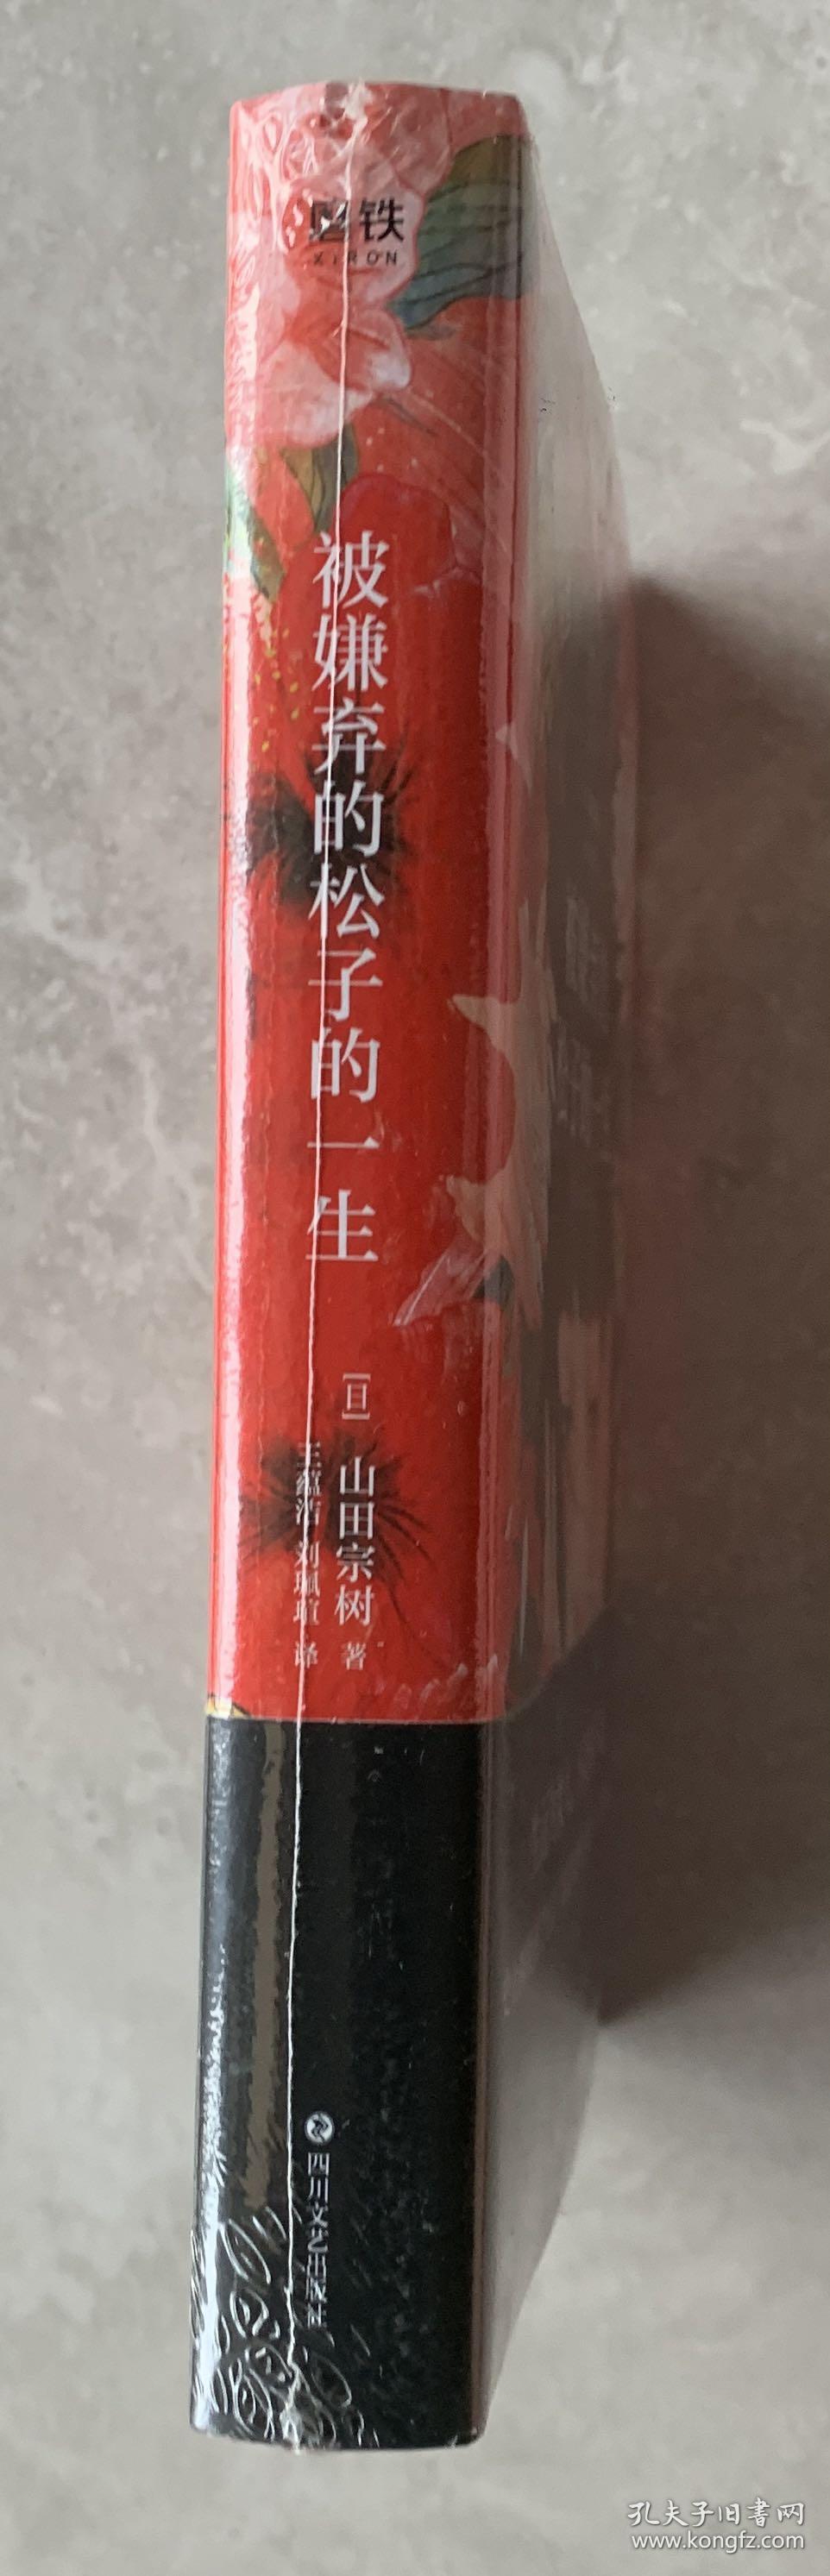 磨铁
XIRON
被嫌弃的松子的一生
[日]山田宗树 著
王蕴洁 刘珮瑄 译
四川文艺出版社
孔夫子旧書网
www.kongfz.com